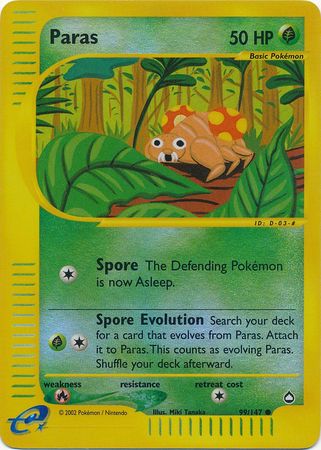 Paras 50 HP
Basic Pokémon
ID: D-03-#
Spore The Defending Pokémon
is now Asleep.
Spore Evolution Search your deck
for a card that evolves from Paras. Attach
it to Paras. This counts as evolving Paras.
Shuffle your deck afterward.
weakness resistance retreat cost
© 2002 Pokémon / Nintendo Illus. Miki Tanaka 99/147 ●
e